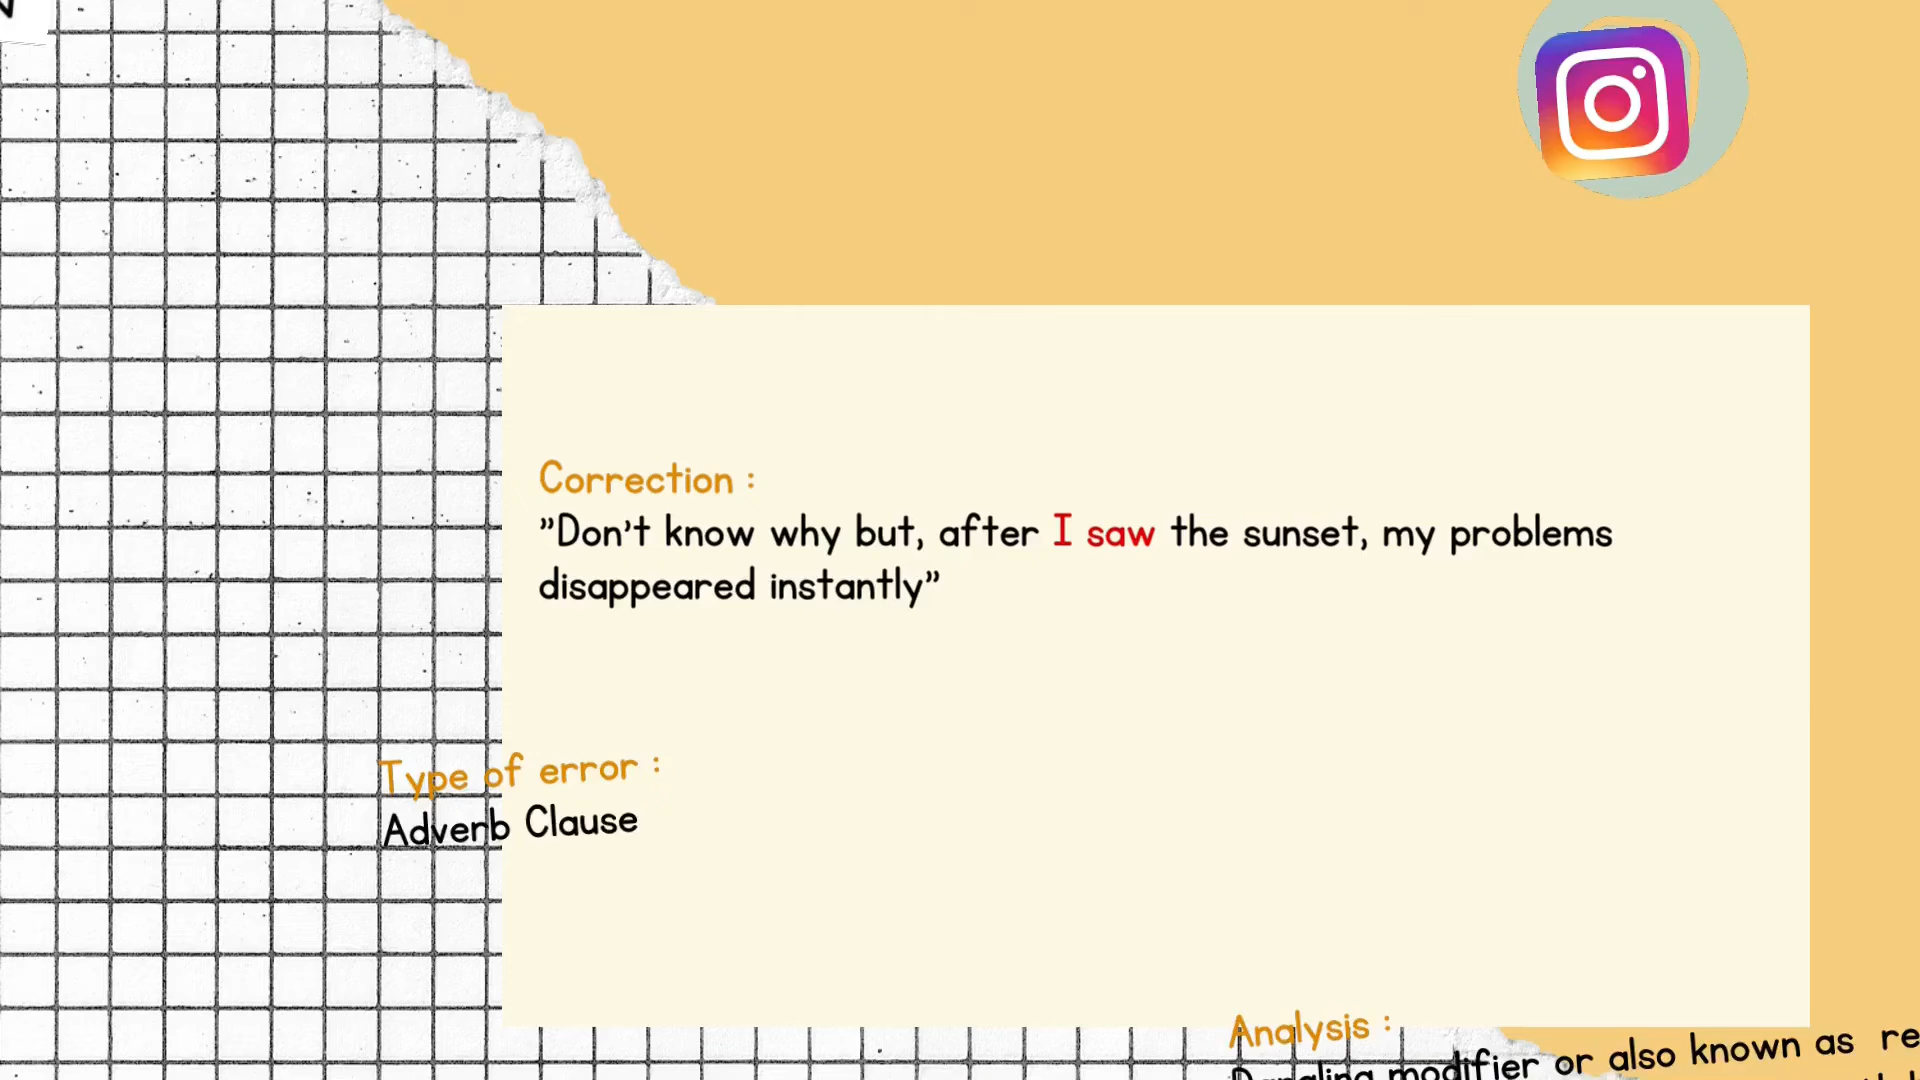 Correction :
”Don't know why but, after I saw the sunset, my problems
disappeared instantly”
Type of error :
Adverb Clause
Analysis :
Dangling modifier or also known as